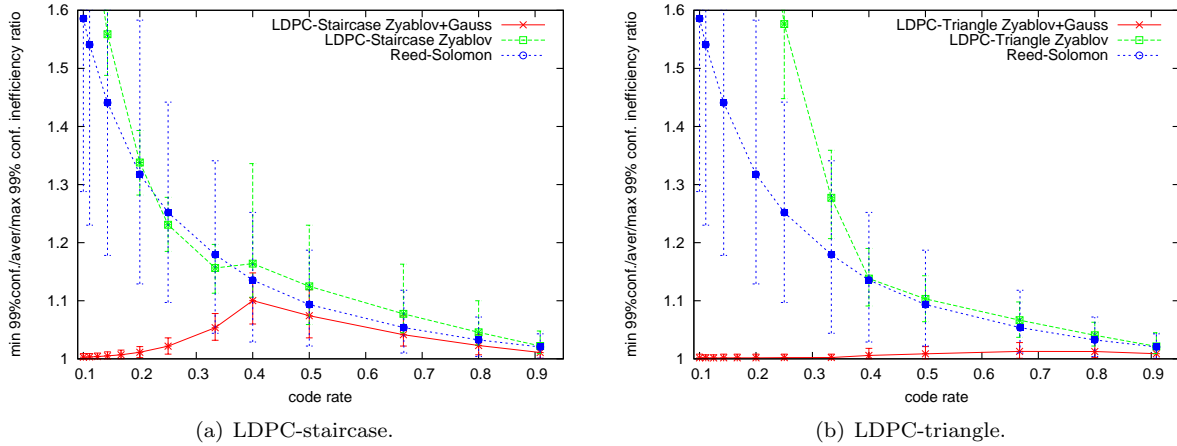 min 99%conf./aver/max 99% conf. inefficiency ratio
1.6
1.5
1.4
1.3
1.2
1.1
1
LDPC-Staircase Zyablov+Gauss
LDPC-Staircase Zyablov
Reed-Solomon
0.1 0.2 0.3 0.4 0.5 0.6 0.7 0.8 0.9
code rate
(a) LDPC-staircase.
min 99%conf./aver/max 99% conf. inefficiency ratio
1.6
1.5
1.4
1.3
1.2
1.1
1
LDPC-Triangle Zyablov+Gauss
LDPC-Triangle Zyablov
Reed-Solomon
0.1 0.2 0.3 0.4 0.5 0.6 0.7 0.8 0.9
code rate
(b) LDPC-triangle.